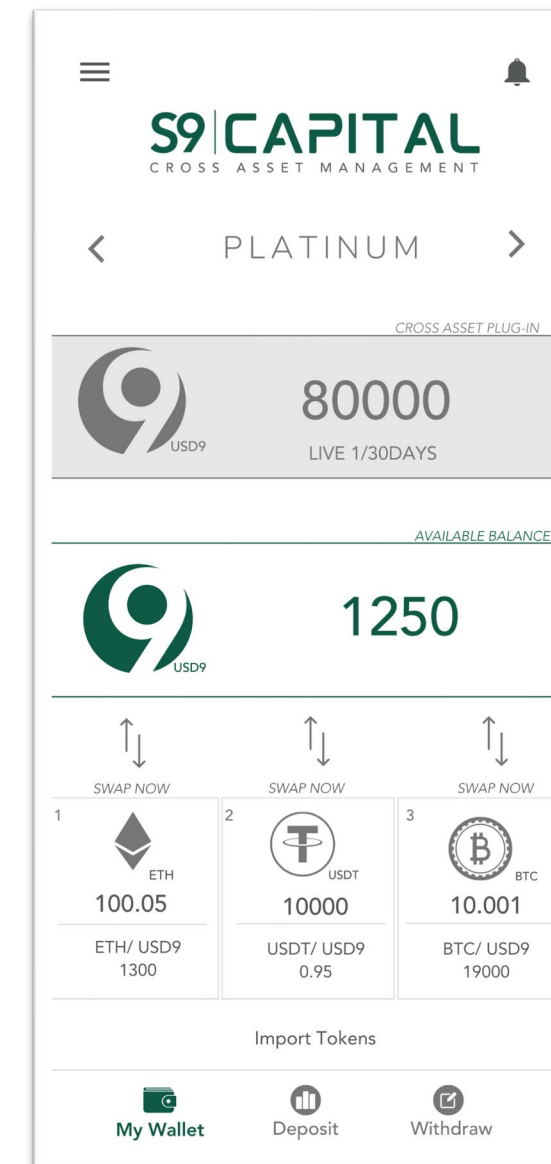 S9 CAPITAL
CROSS ASSET MANAGEMENT
PLATINUM
CROSS ASSET PLUG-IN
9 USD9
80000
LIVE 1/30DAYS
AVAILABLE BALANCE
9 USD9
1250
SWAP NOW SWAP NOW SWAP NOW
1 2 3
ETH USDT BTC
100.05 10000 10.001
ETH/ USD9 USDT/ USD9 BTC/ USD9
1300 0.95 19000
Import Tokens
My Wallet Deposit Withdraw